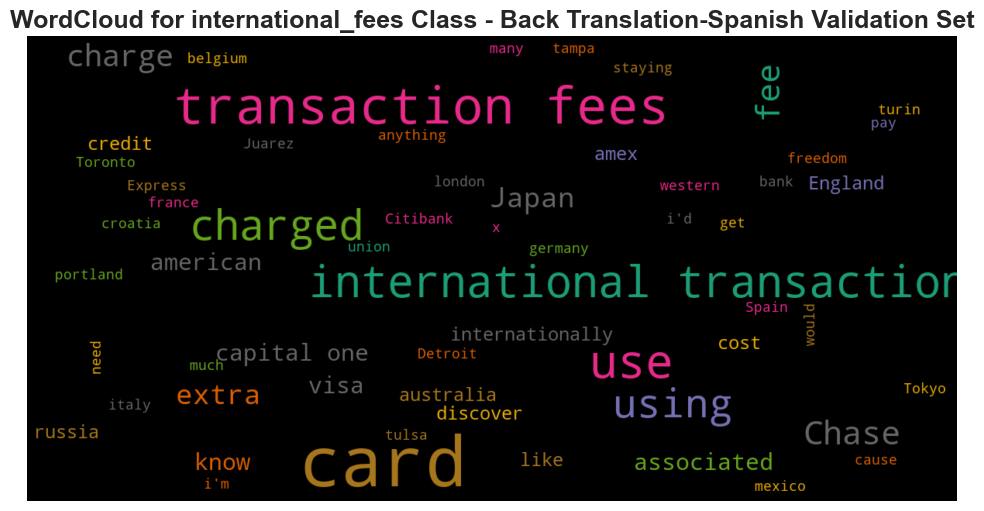 WordCloud for international_fees Class - Back Translation-Spanish Validation Set
charge
belgium
many
tampa
staying
transaction fees
fee
turin
pay
credit
anything
Juarez
Toronto
amex
freedom
Express
london
western
bank
England
france
Japan
croatia
charged
Citibank
x
i'd
get
union
germany
american
portland
international transaction
Spain
would
internationally
cost
need
much
capital one
Detroit
use
visa
extra
australia
Tokyo
italy
discover
using
russia
tulsa
Chase
know
card
like
associated
cause
i'm
mexico